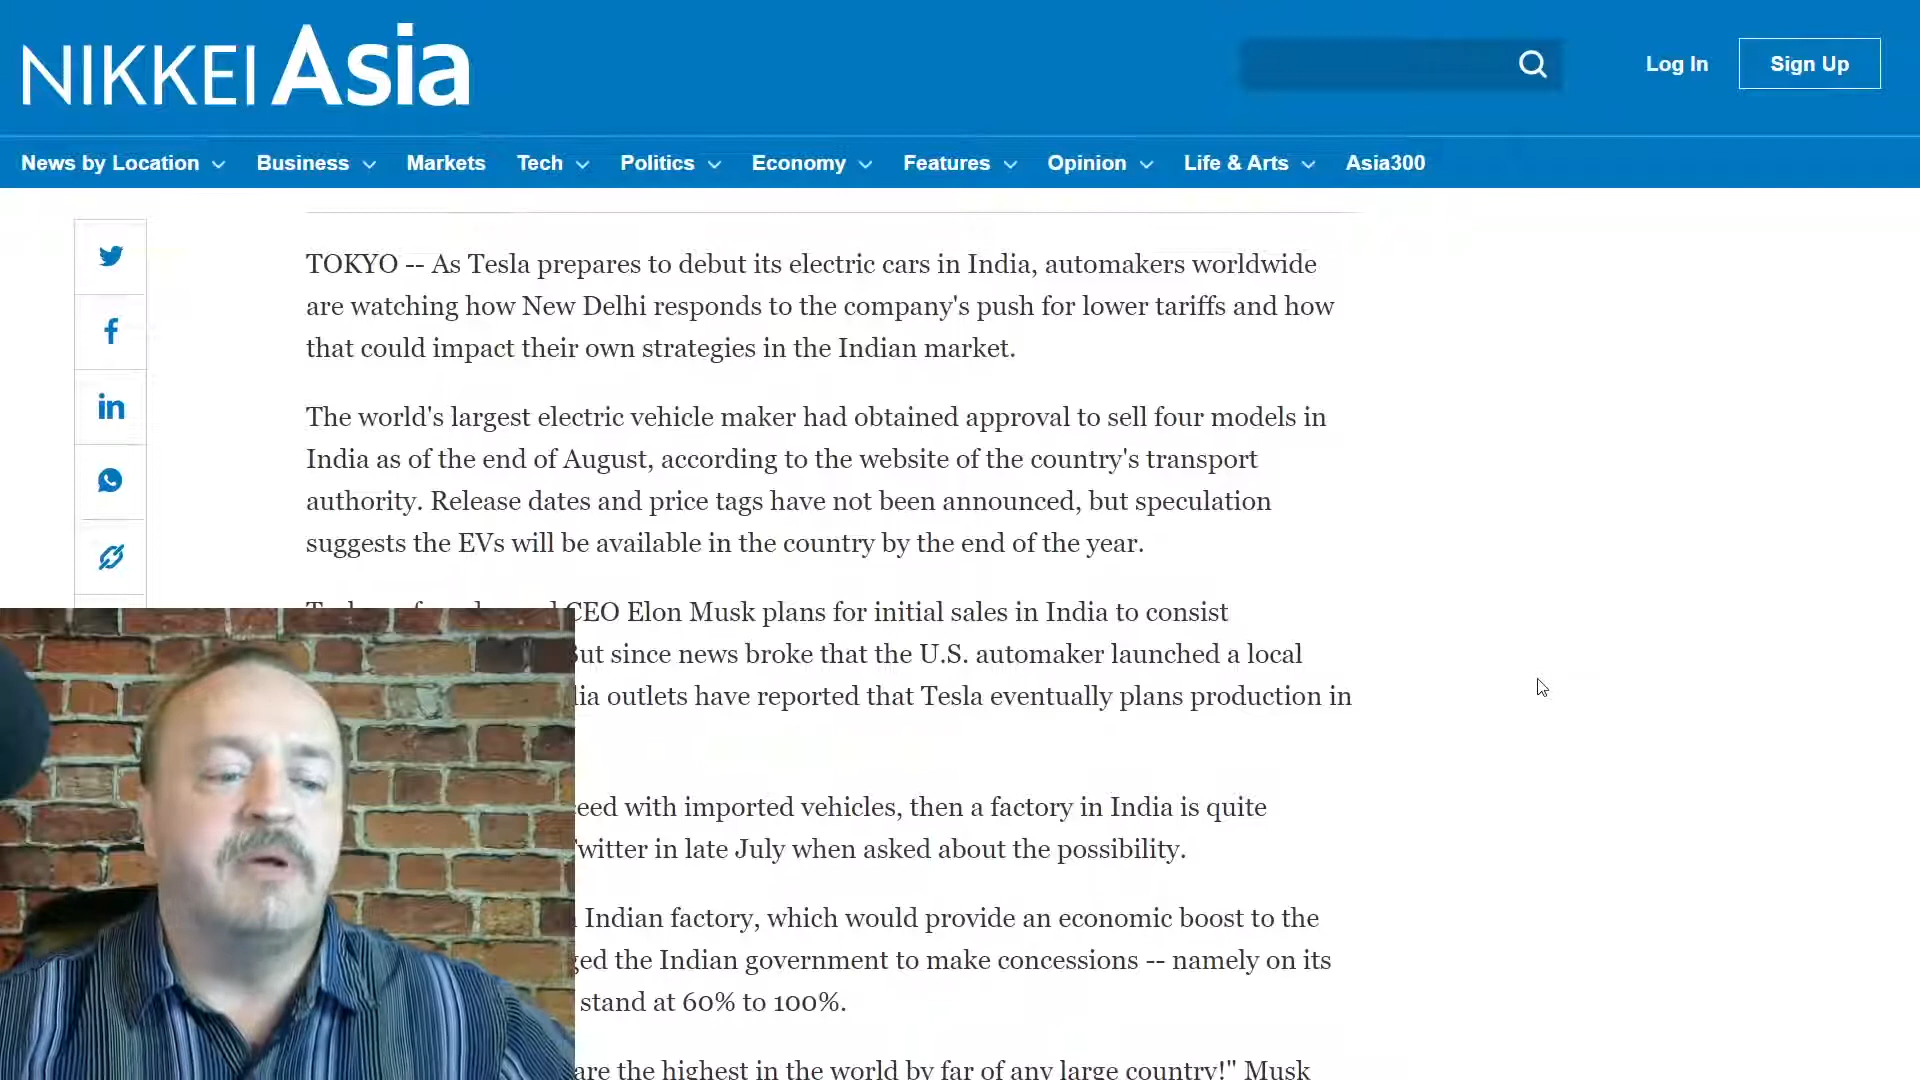 NIKKEI Asia
Log In
Sign Up
News by Location
Business
Markets
Tech
Politics
Economy
Features
Opinion
Life & Arts
Asia300
TOKYO -- As Tesla prepares to debut its electric cars in India, automakers worldwide
are watching how New Delhi responds to the company's push for lower tariffs and how
that could impact their own strategies in the Indian market.
The world's largest electric vehicle maker had obtained approval to sell four models in
India as of the end of August, according to the website of the country's transport
authority. Release dates and price tags have not been announced, but speculation
suggests the EVs will be available in the country by the end of the year.
CEO Elon Musk plans for initial sales in India to consist
But since news broke that the U.S. automaker launched a local
outlets have reported that Tesla eventually plans production in
with imported vehicles, then a factory in India is quite
Twitter in late July when asked about the possibility.
Indian factory, which would provide an economic boost to the
the Indian government to make concessions -- namely on its
stand at 60% to 100%.
are the highest in the world by far of any large country!" Musk